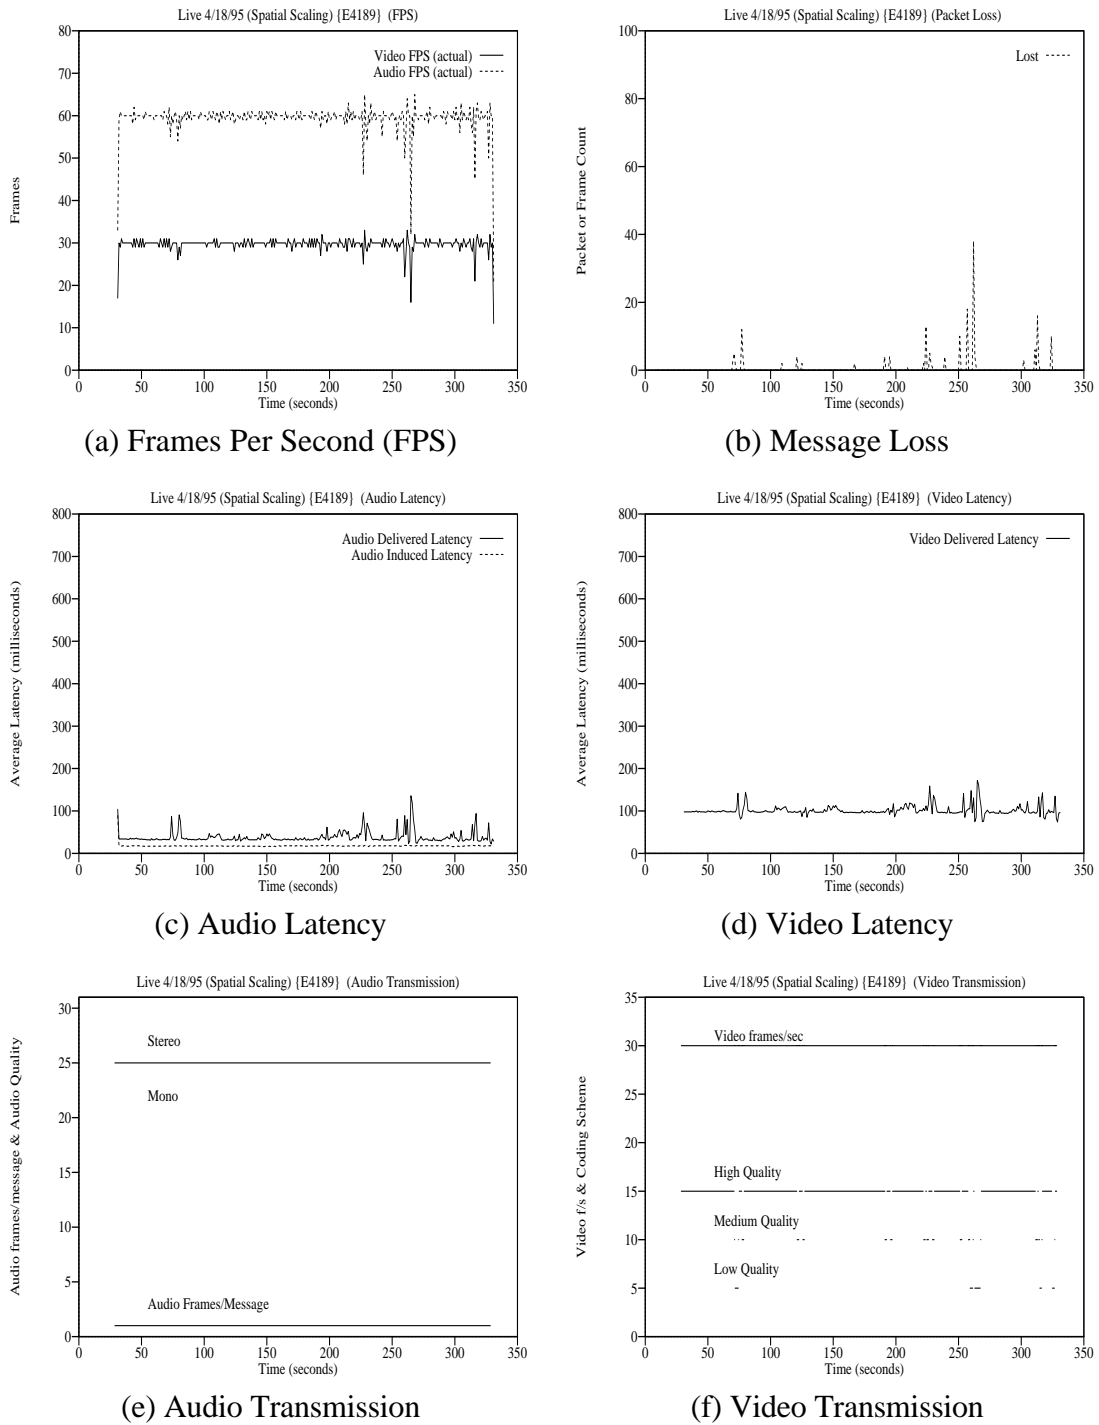 Live 4/18/95 (Spatial Scaling) {E4189} (FPS)
80
70
60
50
40
30
20
10
0
Frames
Video FPS (actual)
Audio FPS (actual)
0 50 100 150 200 250 300 350
Time (seconds)
(a) Frames Per Second (FPS)
Live 4/18/95 (Spatial Scaling) {E4189} (Packet Loss)
100
80
60
40
20
0
Packet or Frame Count
Lost
0 50 100 150 200 250 300 350
Time (seconds)
(b) Message Loss
Live 4/18/95 (Spatial Scaling) {E4189} (Audio Latency)
800
700
600
500
400
300
200
100
0
Average Latency (milliseconds)
Audio Delivered Latency
Audio Induced Latency
0 50 100 150 200 250 300 350
Time (seconds)
(c) Audio Latency
Live 4/18/95 (Spatial Scaling) {E4189} (Video Latency)
800
700
600
500
400
300
200
100
0
Average Latency (milliseconds)
Video Delivered Latency
0 50 100 150 200 250 300 350
Time (seconds)
(d) Video Latency
Live 4/18/95 (Spatial Scaling) {E4189} (Audio Transmission)
30
25
20
15
10
5
0
Audio frames/message & Audio Quality
Stereo
Mono
Audio Frames/Message
0 50 100 150 200 250 300 350
Time (seconds)
(e) Audio Transmission
Live 4/18/95 (Spatial Scaling) {E4189} (Video Transmission)
35
30
25
20
15
10
5
0
Video f/s & Coding Scheme
Video frames/sec
High Quality
Medium Quality
Low Quality
0 50 100 150 200 250 300 350
Time (seconds)
(f) Video Transmission